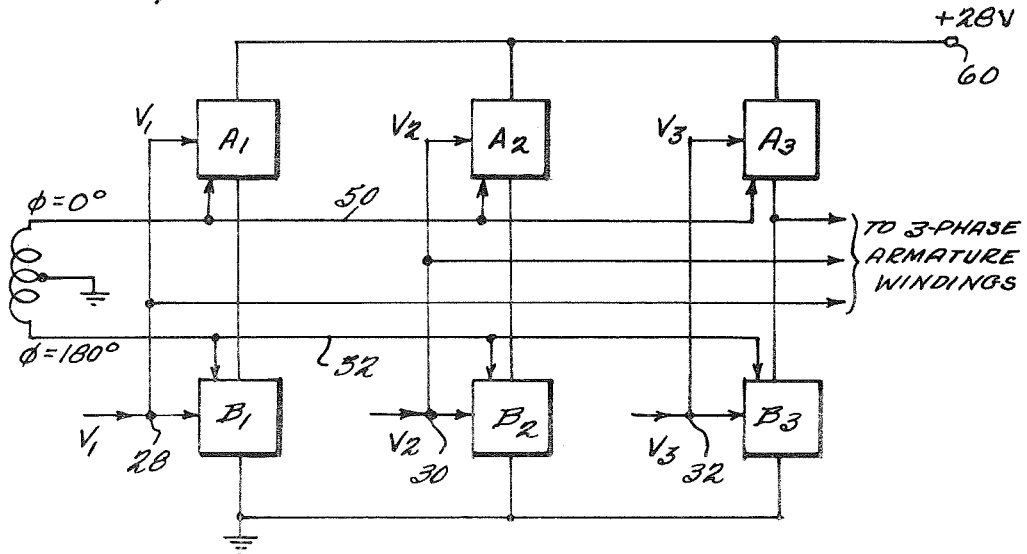 +28V
60
V1
A1
V2
A2
V3
A3
φ=0°
50
TO 3-PHASE
ARMATURE
WINDINGS
φ=180°
52
V1
28
B1
V2
30
B2
V3
32
B3